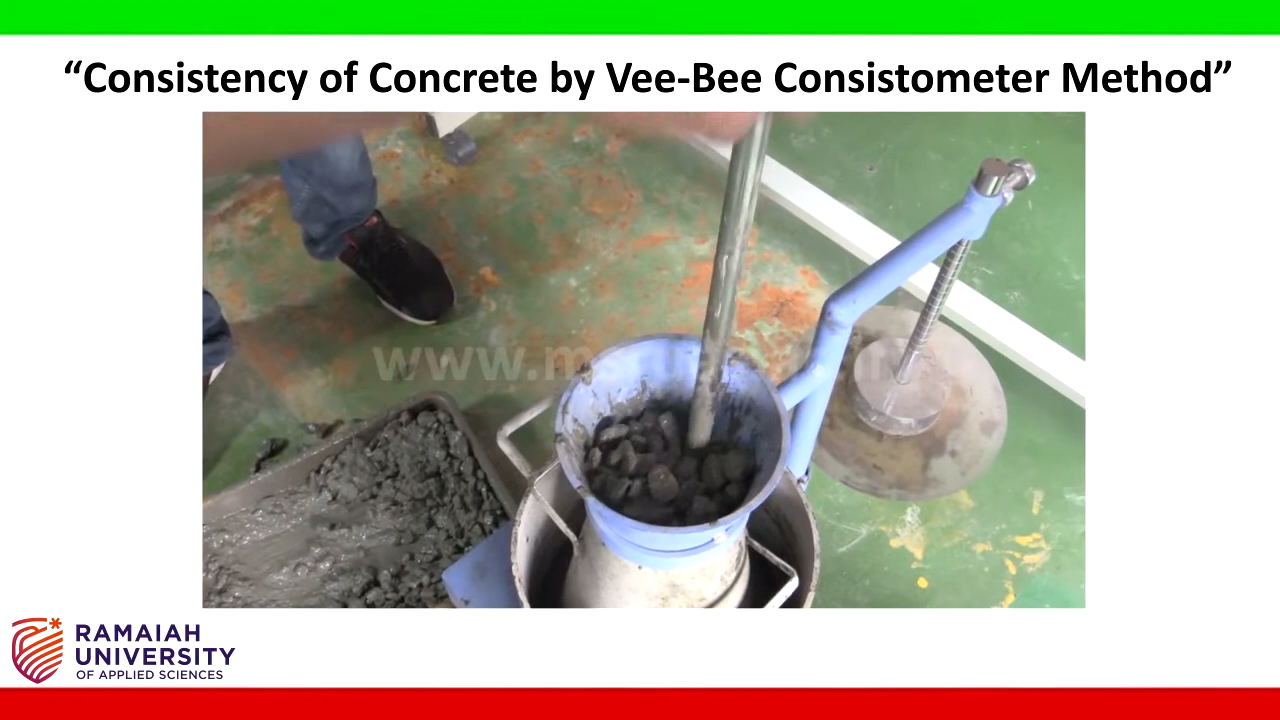 “Consistency of Concrete by Vee-Bee Consistometer Method”
RAMAIAH
UNIVERSITY
OF APPLIED SCIENCES